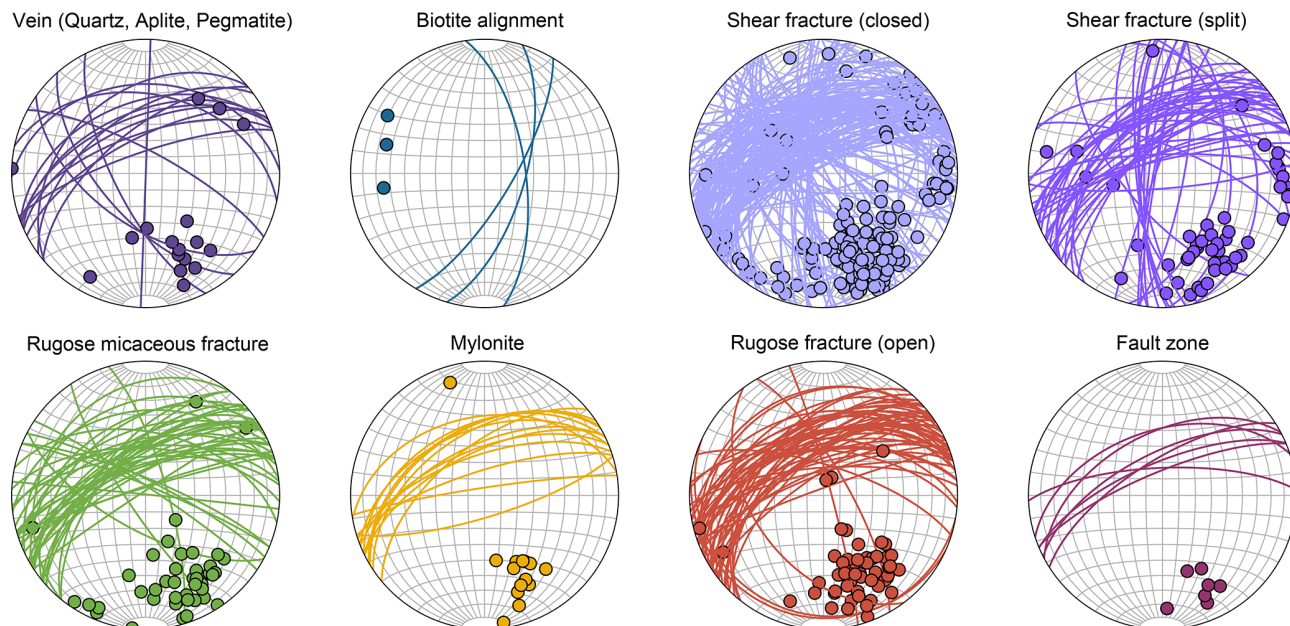 Vein (Quartz, Aplite, Pegmatite)
Biotite alignment
Shear fracture (closed)
Shear fracture (split)
Rugose micaceous fracture
Mylonite
Rugose fracture (open)
Fault zone